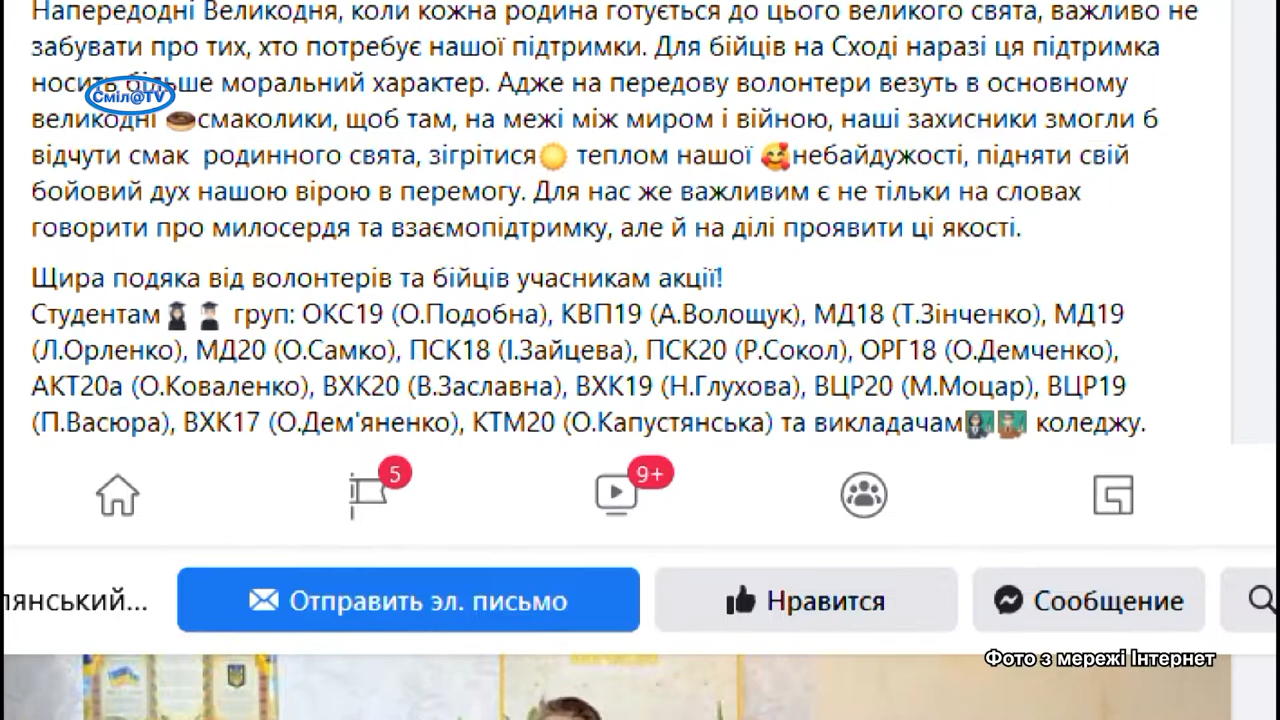 Напередодні Великодня, коли кожна родина готується до цього великого свята, важливо не
забувати про тих, хто потребує нашої підтримки. Для бійців на Сході наразі ця підтримка
носить більше моральний характер. Адже на передову волонтери везуть в основному
Сміл@TV
великодні 🍩смаколики, щоб там, на межі між миром і війною, наші захисники змогли б
відчути смак родинного свята, зігрітися☀️ теплом нашої 🥰небайдужості, підняти свій
бойовий дух нашою вірою в перемогу. Для нас же важливим є не тільки на словах
говорити про милосердя та взаємопідтримку, але й на ділі проявити ці якості.
Щира подяка від волонтерів та бійців учасникам акції!
Студентам👩‍🎓👨‍🎓 груп: ОКС19 (О.Подобна), КВП19 (А.Волощук), МД18 (Т.Зінченко), МД19
(Л.Орленко), МД20 (О.Самко), ПСК18 (І.Зайцева), ПСК20 (Р.Сокол), ОРГ18 (О.Демченко),
АКТ20а (О.Коваленко), ВХК20 (В.Заславна), ВХК19 (Н.Глухова), ВЦР20 (М.Моцар), ВЦР19
(П.Васюра), ВХК17 (О.Дем'яненко), КТМ20 (О.Капустянська) та викладачам👩‍🏫👨‍🏫 коледжу.
5
9+
лянський...
Отправить эл. письмо
Нравится
Сообщение
Фото з мережі Інтернет